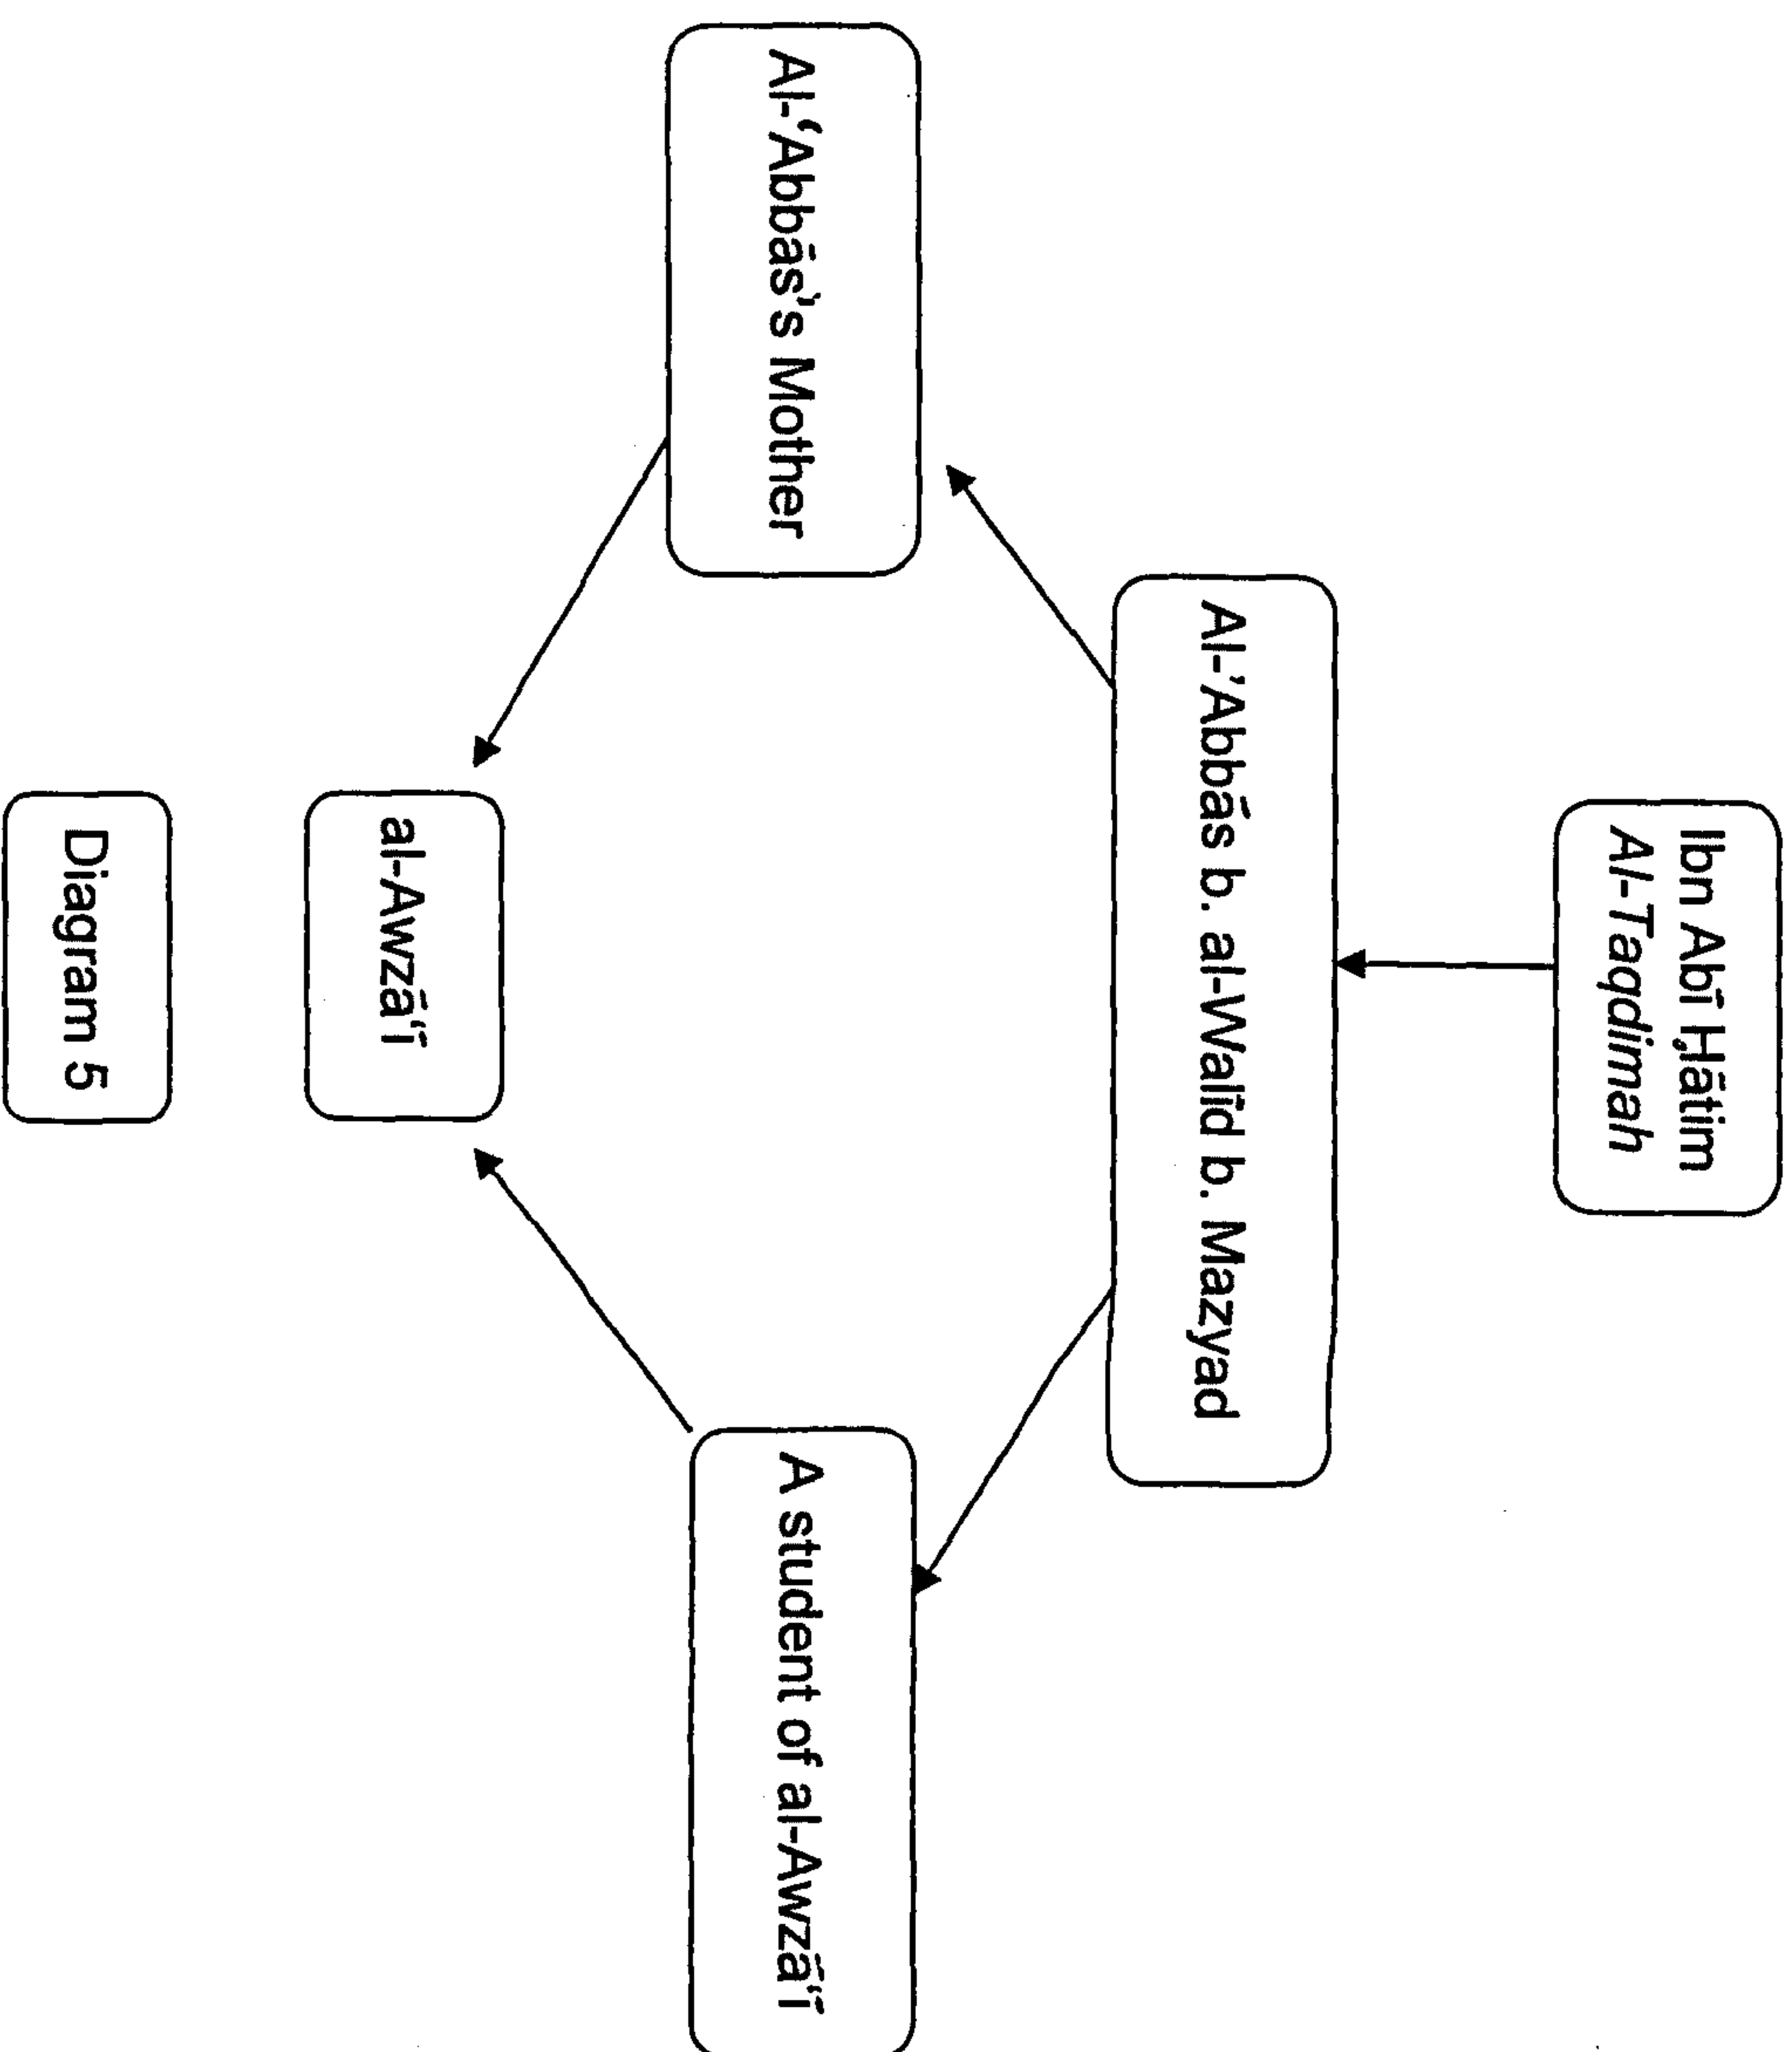 Ibn Abī Ḥātim
Al-Taqdimah
Al-’Abbās b. al-Walīd b. Mazyad
Al-‘Abbās’s Mother
A student of al-Awzā‘ī
al-Awzā‘ī
Diagram 5